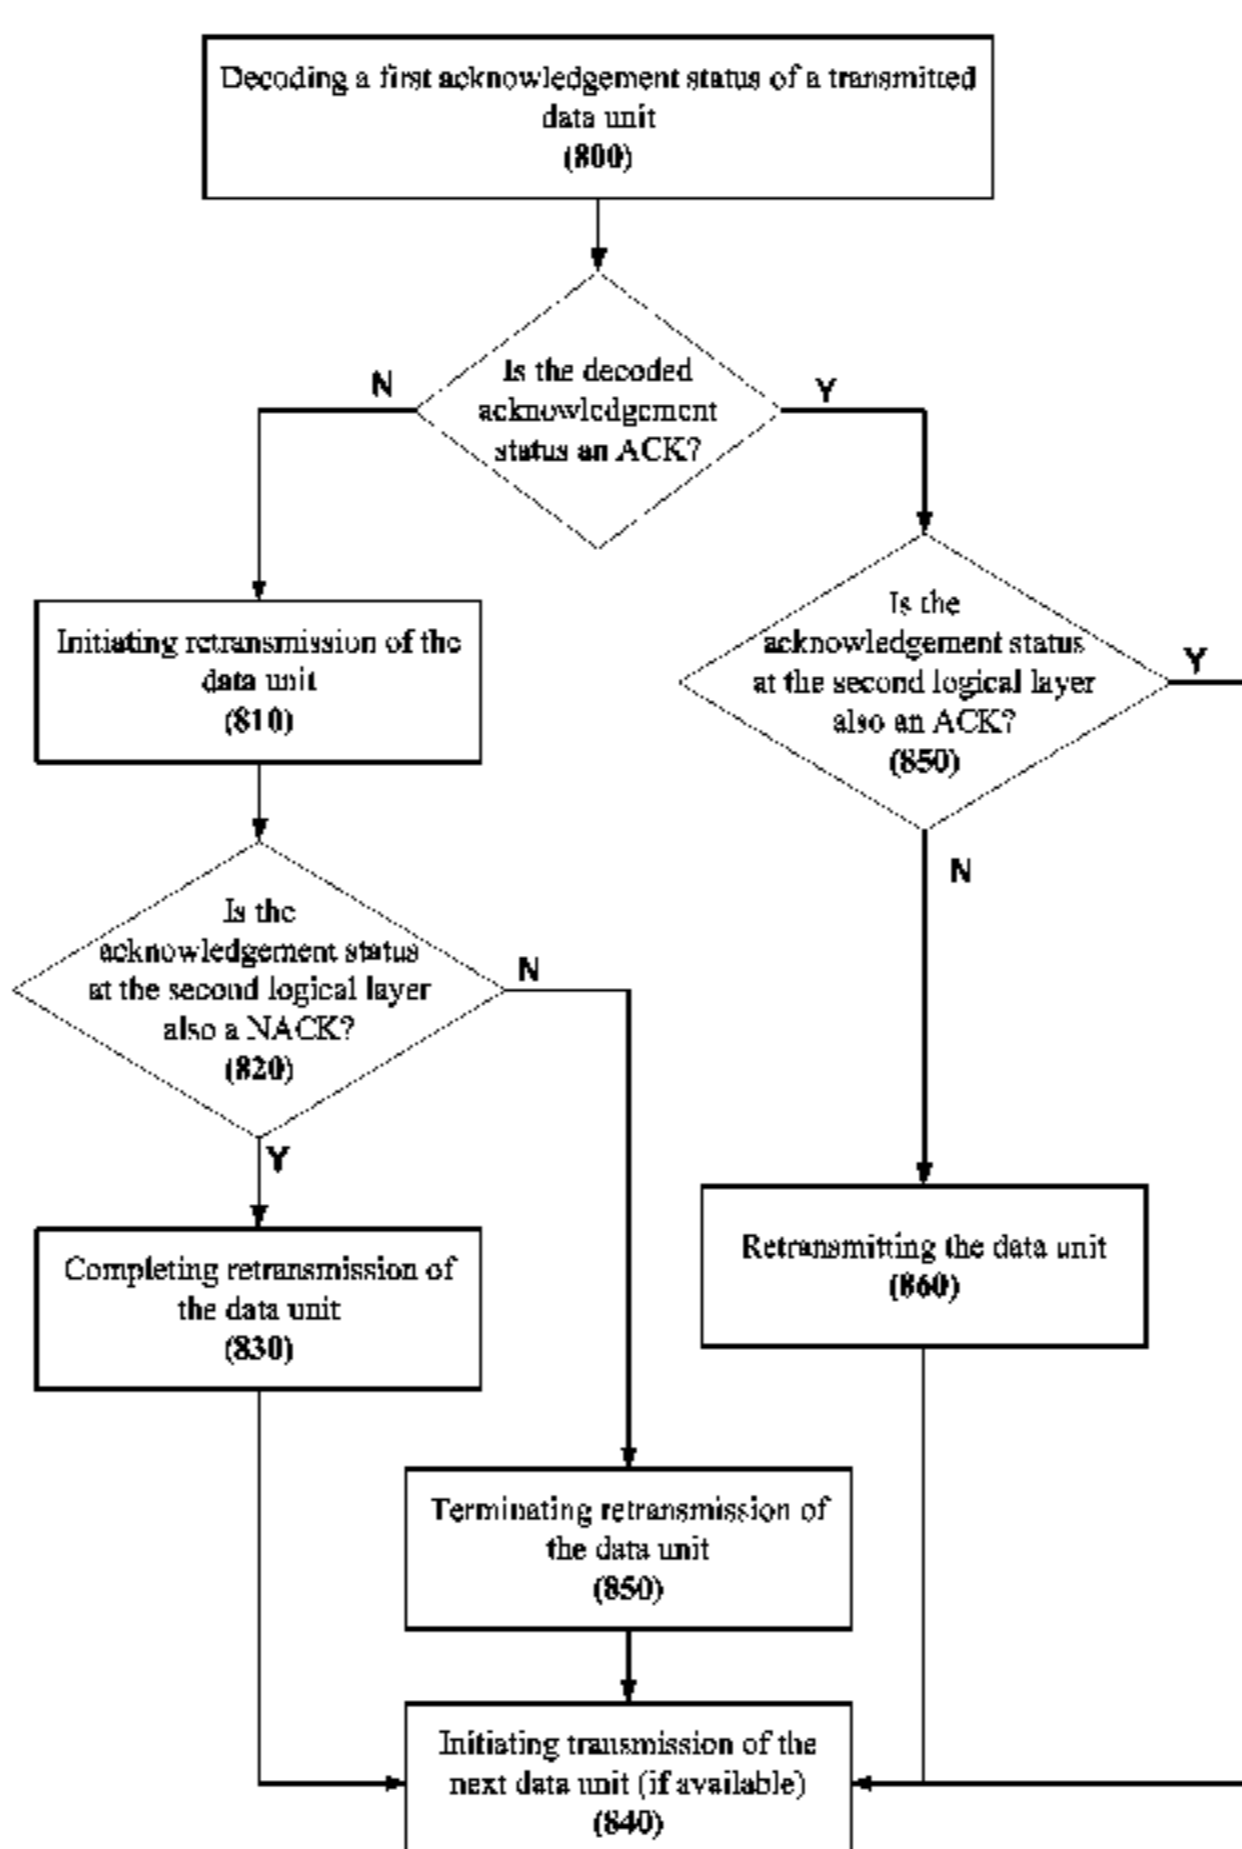 Decoding a first acknowledgement status of a transmitted
data unit
(800)
N
Is the decoded
acknowledgement
status an ACK?
Y
Initiating retransmission of the
data unit
(810)
Is the
acknowledgement status
at the second logical layer
also an ACK?
(850)
Y
N
Is the
acknowledgement status
at the second logical layer
also a NACK?
(820)
N
Y
Completing retransmission of
the data unit
(830)
Retransmitting the data unit
(860)
Terminating retransmission of
the data unit
(850)
Initiating transmission of the
next data unit (if available)
(840)